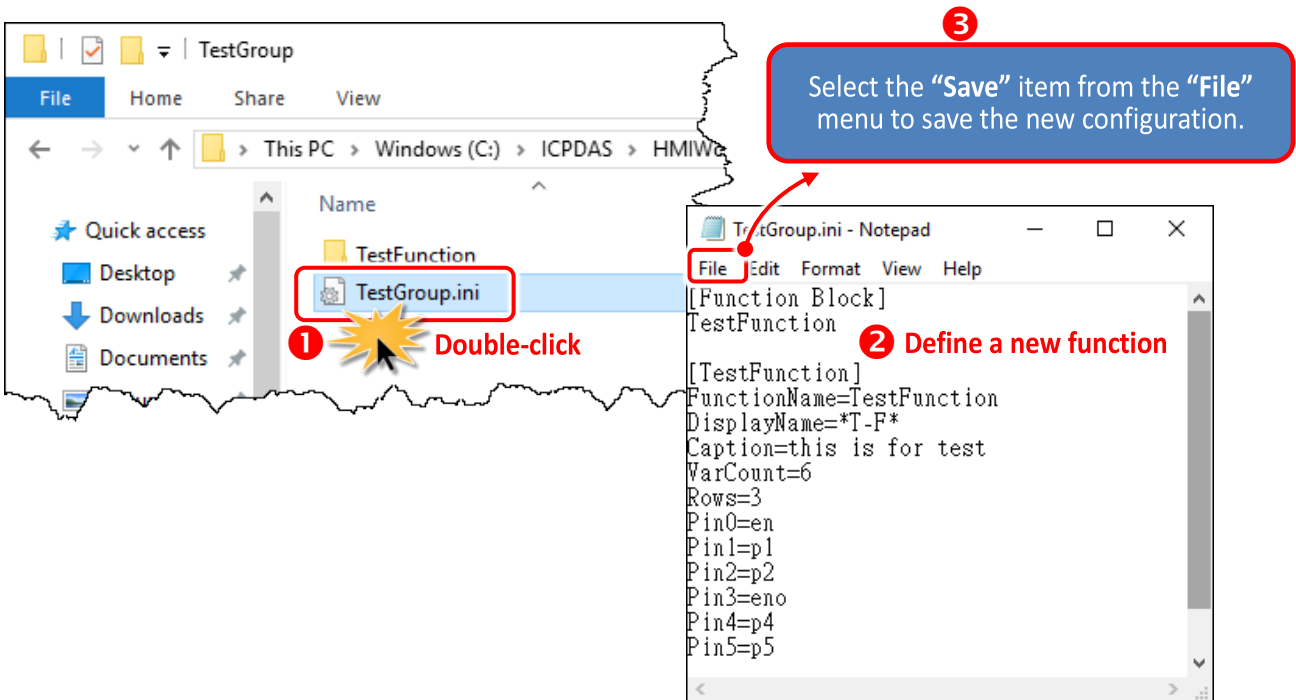 TestGroup
File Home Share View
This PC > Windows (C:) > ICPDAS >
Name
Quick access
Desktop
Downloads
Documents
TestFunction
TestGroup.ini
1
Double-click
3
Select the “Save” item from the “File”
menu to save the new configuration.
TestGroup.ini - Notepad
File Edit Format View Help
[Function Block]
TestFunction
2 Define a new function
[TestFunction]
FunctionName=TestFunction
DisplayName=*T-F*
Caption=this is for test
VarCount=6
Rows=3
Pin0=en
Pin1=p1
Pin2=p2
Pin3=eno
Pin4=p4
Pin5=p5